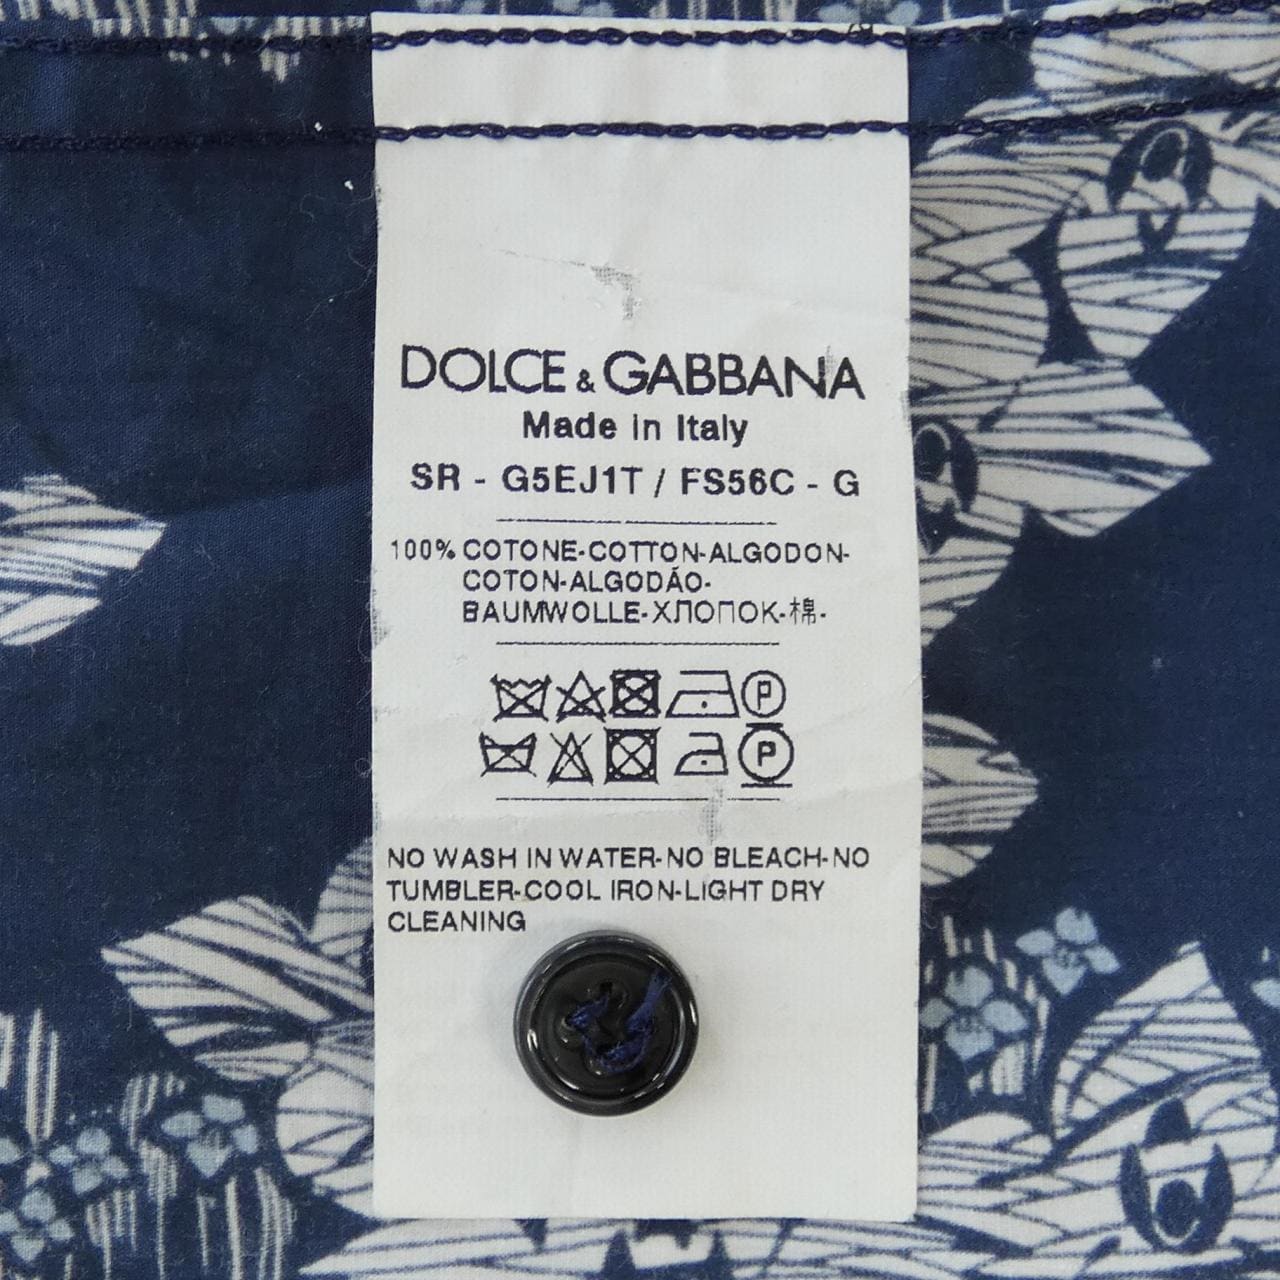 DOLCE & GABBANA
Made in Italy
SR - G5EJ1T / FS56C - G
100% COTONE-COTTON-ALGODON-
COTON-ALGODÃO-
BAUMWOLLE-ХЛОПОК-棉-
P
P
NO WASH IN WATER-NO BLEACH-NO
TUMBLER-COOL IRON-LIGHT DRY
CLEANING